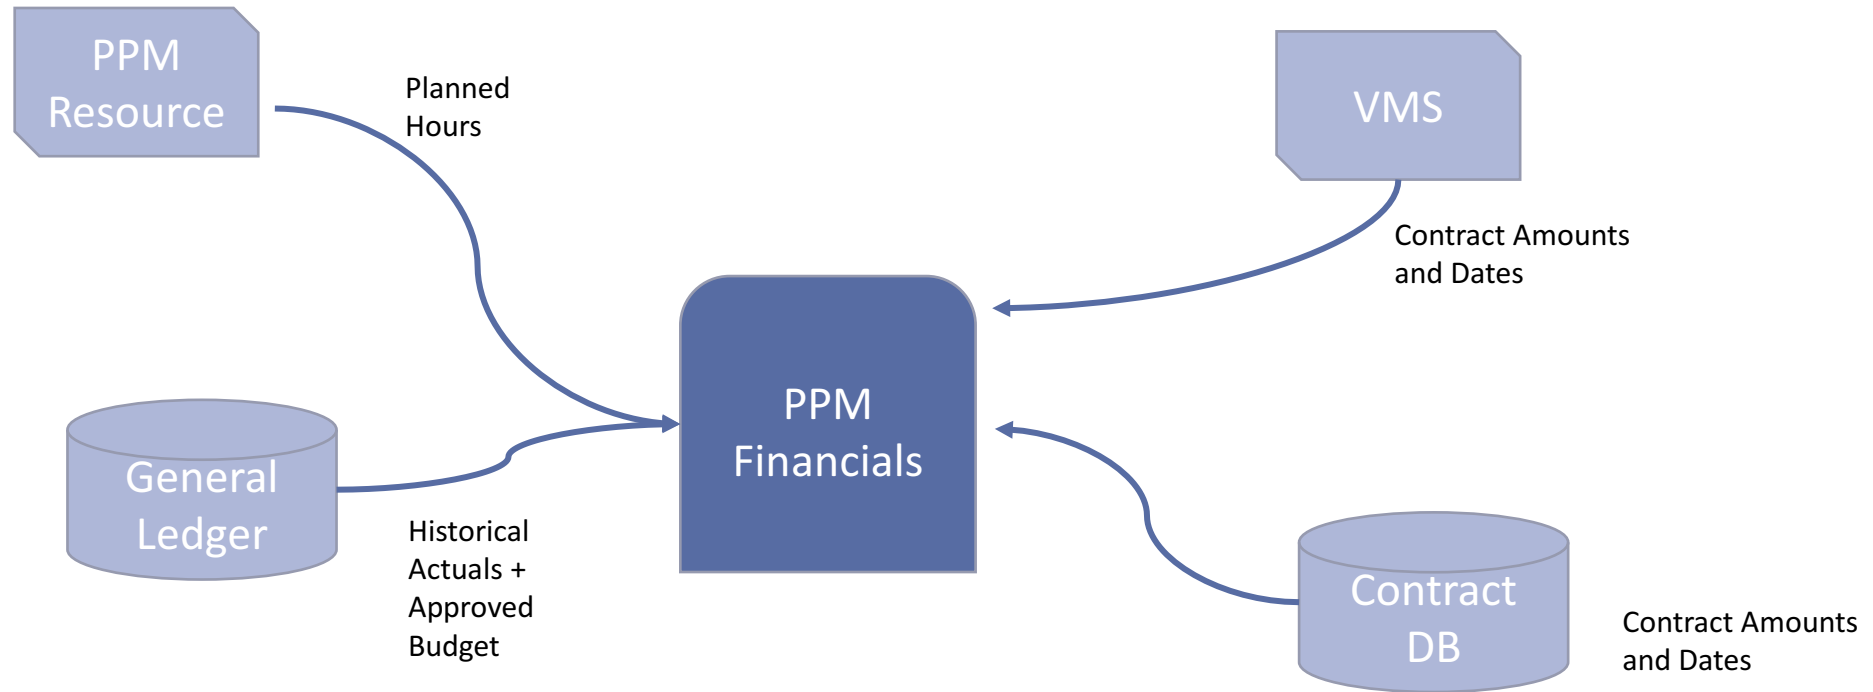 PPM
Resource
Planned
Hours
VMS
Contract Amounts
and Dates
PPM
Financials
General
Ledger
Historical
Actuals +
Approved
Budget
Contract
DB
Contract Amounts
and Dates